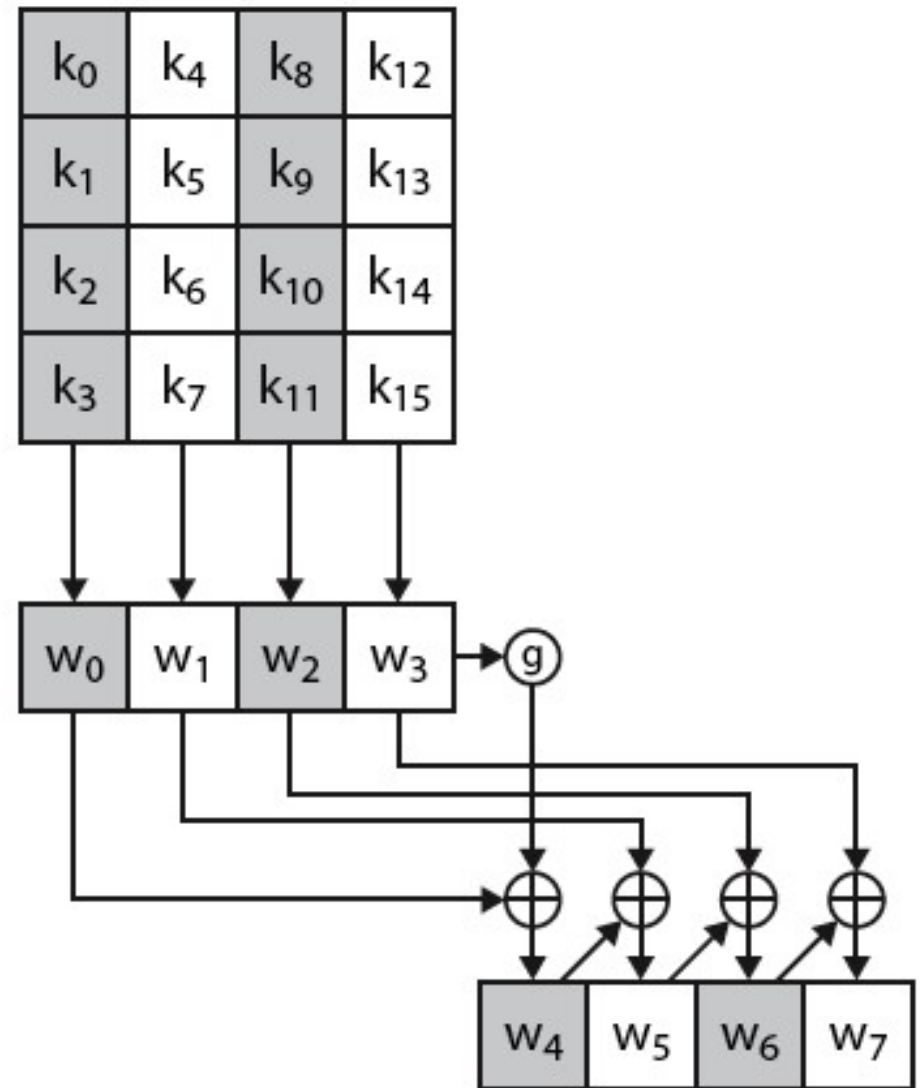 k₀ k₄ k₈ k₁₂
k₁ k₅ k₉ k₁₃
k₂ k₆ k₁₀ k₁₄
k₃ k₇ k₁₁ k₁₅
w₀ w₁ w₂ w₃ g
w₄ w₅ w₆ w₇